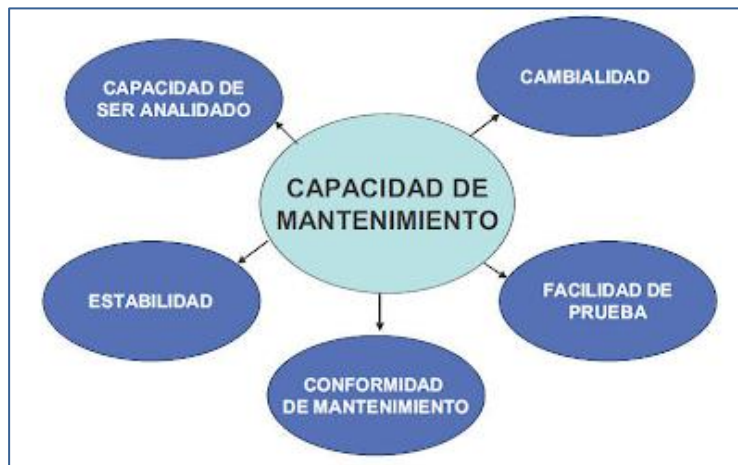 CAPACIDAD DE
SER ANALIDADO
CAMBIALIDAD
CAPACIDAD DE
MANTENIMIENTO
ESTABILIDAD
FACILIDAD DE
PRUEBA
CONFORMIDAD
DE MANTENIMIENTO